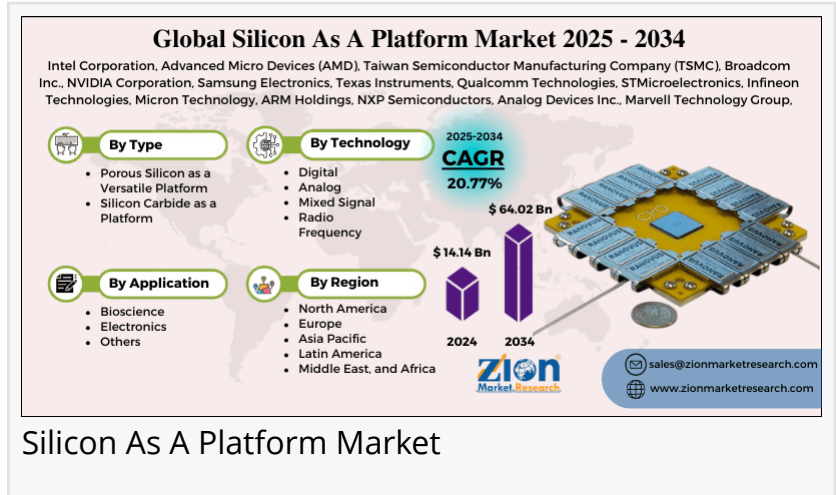 Global Silicon As A Platform Market 2025 - 2034
Intel Corporation, Advanced Micro Devices (AMD), Taiwan Semiconductor Manufacturing Company (TSMC), Broadcom
Inc., NVIDIA Corporation, Samsung Electronics, Texas Instruments, Qualcomm Technologies, STMicroelectronics, Infineon
Technologies, Micron Technology, ARM Holdings, NXP Semiconductors, Analog Devices Inc., Marvell Technology Group,
By Type
• Porous Silicon as a
Versatile Platform
• Silicon Carbide as a
Platform
By Technology
• Digital
• Analog
• Mixed Signal
• Radio
Frequency
2025-2034
CAGR
20.77%
By Application
• Bioscience
• Electronics
• Others
By Region
• North America
• Europe
• Asia Pacific
• Latin America
• Middle East, and Africa
$ 14.14 Bn
$ 64.02 Bn
2024
2034
RANOVUS
CPO
Zion
Market.Research
sales@zionmarketresearch.com
www.zionmarketresearch.com
Silicon As A Platform Market